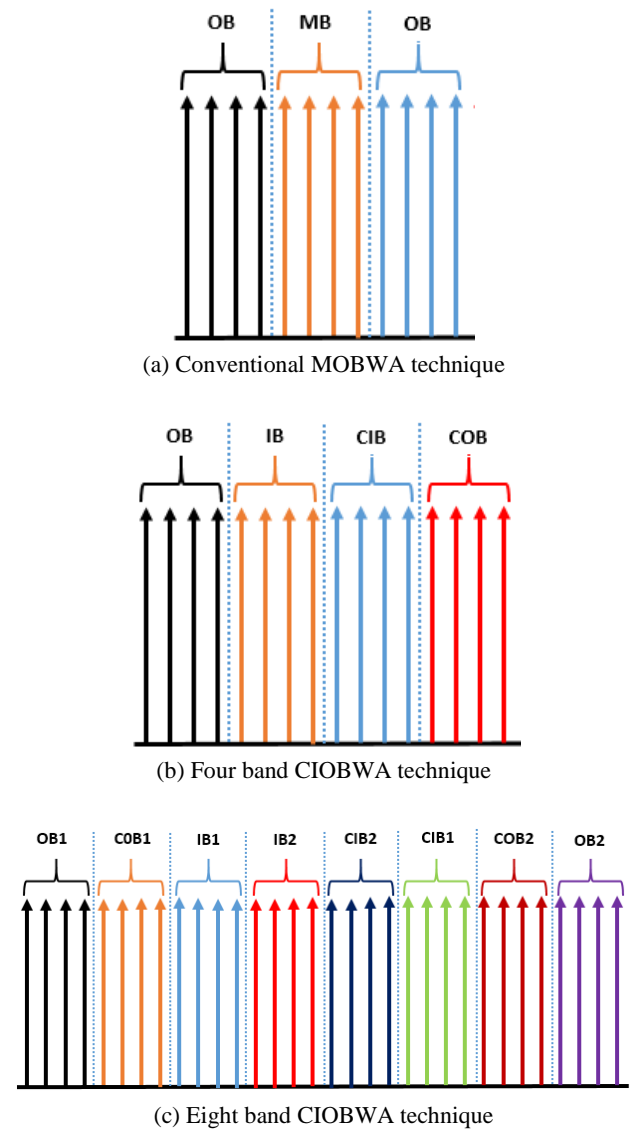 OB MB OB
(a) Conventional MOBWA technique
OB IB CIB COB
(b) Four band CIOBWA technique
OB1 C0B1 IB1 IB2 CIB2 CIB1 COB2 OB2
(c) Eight band CIOBWA technique